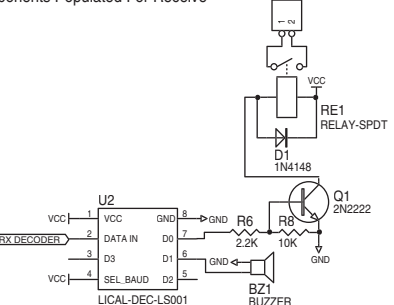 onents Populated For Receive
1 2
VCC
RE1
RELAY-SPDT
D1
1N4148
U2
Q1
2N2222
VCC 1 VCC GND 8 GND
RX DECODER 2 DATA IN D0 7
R6 R8
2.2K 10K
3 D3 D1 6 GND
GND
VCC 4 SEL_BAUD D2 5
LICAL-DEC-LS001
BZ1
BUZZER